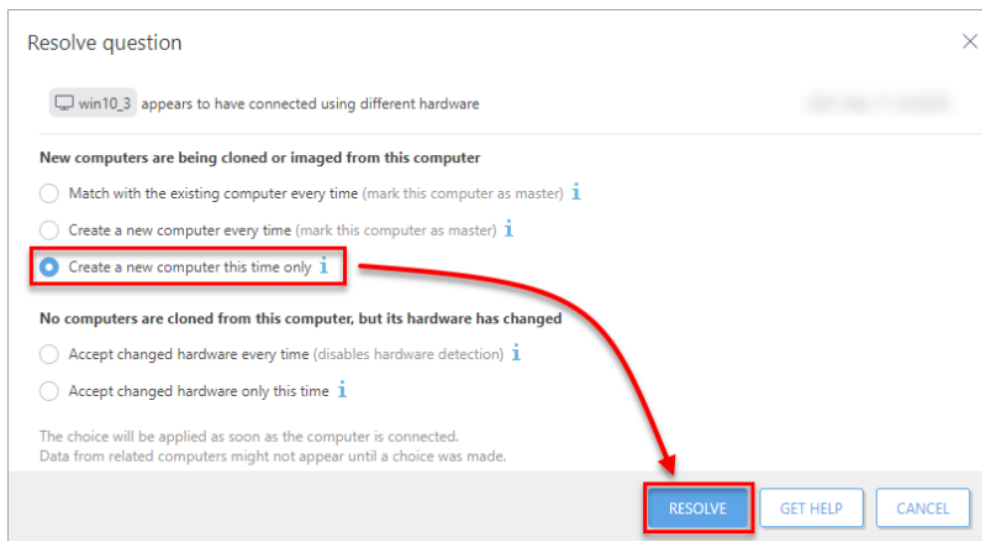 Resolve question
win10_3 appears to have connected using different hardware
New computers are being cloned or imaged from this computer
Match with the existing computer every time (mark this computer as master) i
Create a new computer every time (mark this computer as master) i
Create a new computer this time only i
No computers are cloned from this computer, but its hardware has changed
Accept changed hardware every time (disables hardware detection) i
Accept changed hardware only this time i
The choice will be applied as soon as the computer is connected.
Data from related computers might not appear until a choice was made.
RESOLVE GET HELP CANCEL